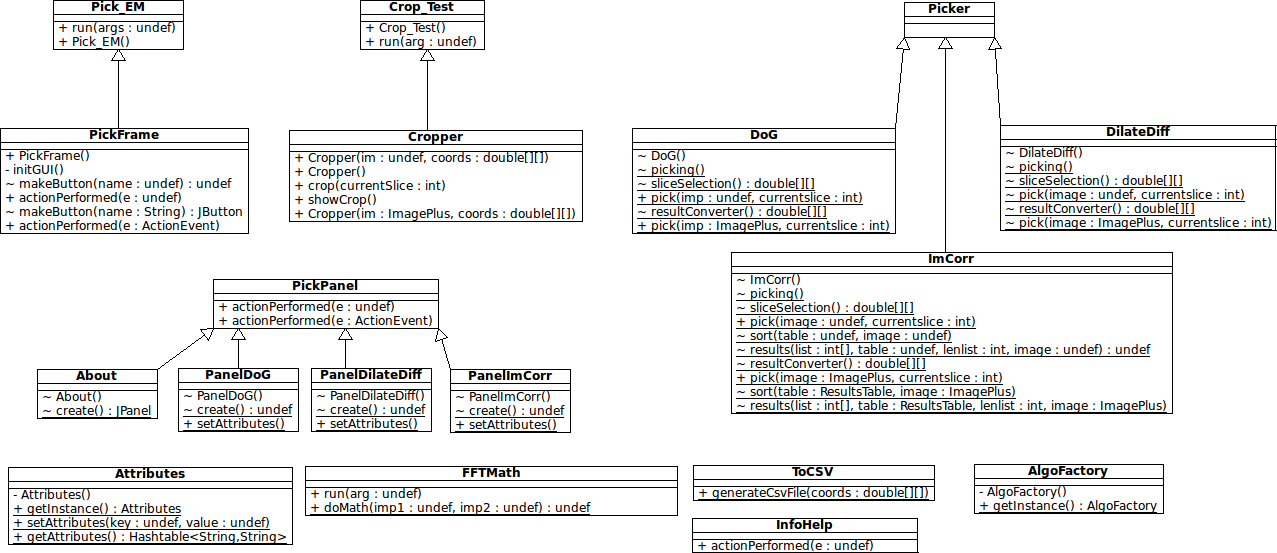 Pick_EM
+ run(args : undef)
+ Pick_EM()
Crop_Test
+ Crop_Test()
+ run(arg : undef)
Picker
PickFrame
+ PickFrame()
- initGUI()
~ makeButton(name : undef) : undef
+ actionPerformed(e : undef)
~ makeButton(name : String) : JButton
+ actionPerformed(e : ActionEvent)
Cropper
+ Cropper(im : undef, coords : double[][])
+ Cropper()
+ crop(currentSlice : int)
+ showCrop()
+ Cropper(im : ImagePlus, coords : double[][])
DoG
~ DoG()
~ picking()
~ sliceSelection() : double[][]
+ pick(imp : undef, currentslice : int)
~ resultConverter() : double[][]
+ pick(imp : ImagePlus, currentslice : int)
DilateDiff
~ DilateDiff()
~ picking()
~ sliceSelection() : double[][]
~ pick(image : undef, currentslice : int)
~ resultConverter() : double[][]
~ pick(image : ImagePlus, currentslice : int)
ImCorr
~ ImCorr()
~ picking()
~ sliceSelection() : double[][]
+ pick(image : undef, currentslice : int)
~ sort(table : undef, image : undef)
~ results(list : int[], table : undef, lenlist : int, image : undef) : undef
~ resultConverter() : double[][]
+ pick(image : ImagePlus, currentslice : int)
~ sort(table : ResultsTable, image : ImagePlus)
~ results(list : int[], table : ResultsTable, lenlist : int, image : ImagePlus)
PickPanel
+ actionPerformed(e : undef)
+ actionPerformed(e : ActionEvent)
About
~ About()
~ create() : JPanel
PanelDoG
~ PanelDoG()
~ create() : undef
+ setAttributes()
PanelDilateDiff
~ PanelDilateDiff()
~ create() : undef
+ setAttributes()
PanelImCorr
~ PanelImCorr()
~ create() : undef
+ setAttributes()
Attributes
- Attributes()
+ getInstance() : Attributes
+ setAttributes(key : undef, value : undef)
+ getAttributes() : Hashtable<String,String>
FFTMath
+ run(arg : undef)
+ doMath(imp1 : undef, imp2 : undef) : undef
ToCSV
+ generateCsvFile(coords : double[][])
InfoHelp
+ actionPerformed(e : undef)
AlgoFactory
- AlgoFactory()
+ getInstance() : AlgoFactory